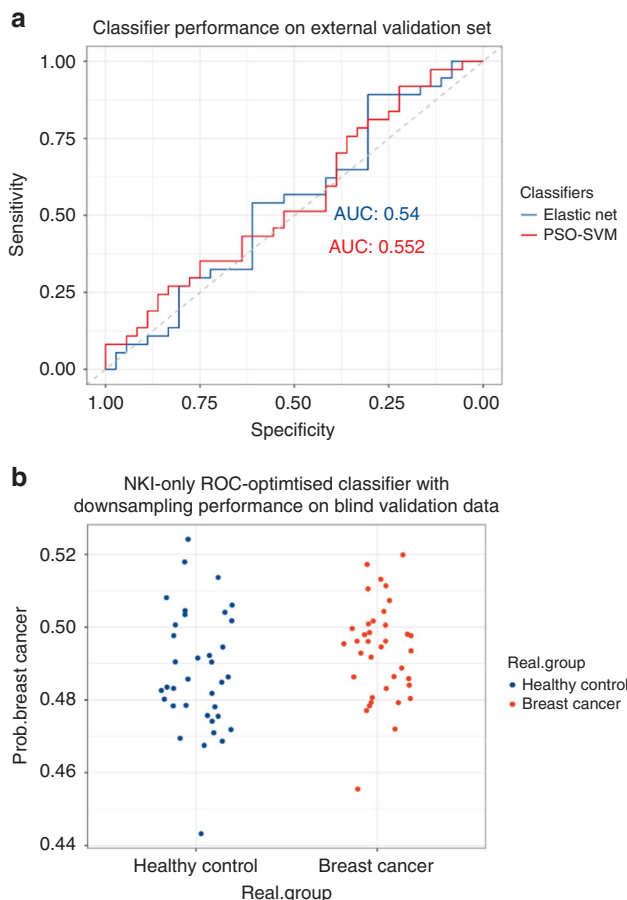 a
Classifier performance on external validation set
Sensitivity
1.00
0.75
0.50
0.25
0.00
AUC: 0.54
AUC: 0.552
1.00 0.75 0.50 0.25 0.00
Specificity
Classifiers
Elastic net
PSO-SVM
b
NKI-only ROC-optimtised classifier with
downsampling performance on blind validation data
Prob.breast cancer
0.52
0.50
0.48
0.46
0.44
Healthy control Breast cancer
Real.group
Real.group
Healthy control
Breast cancer